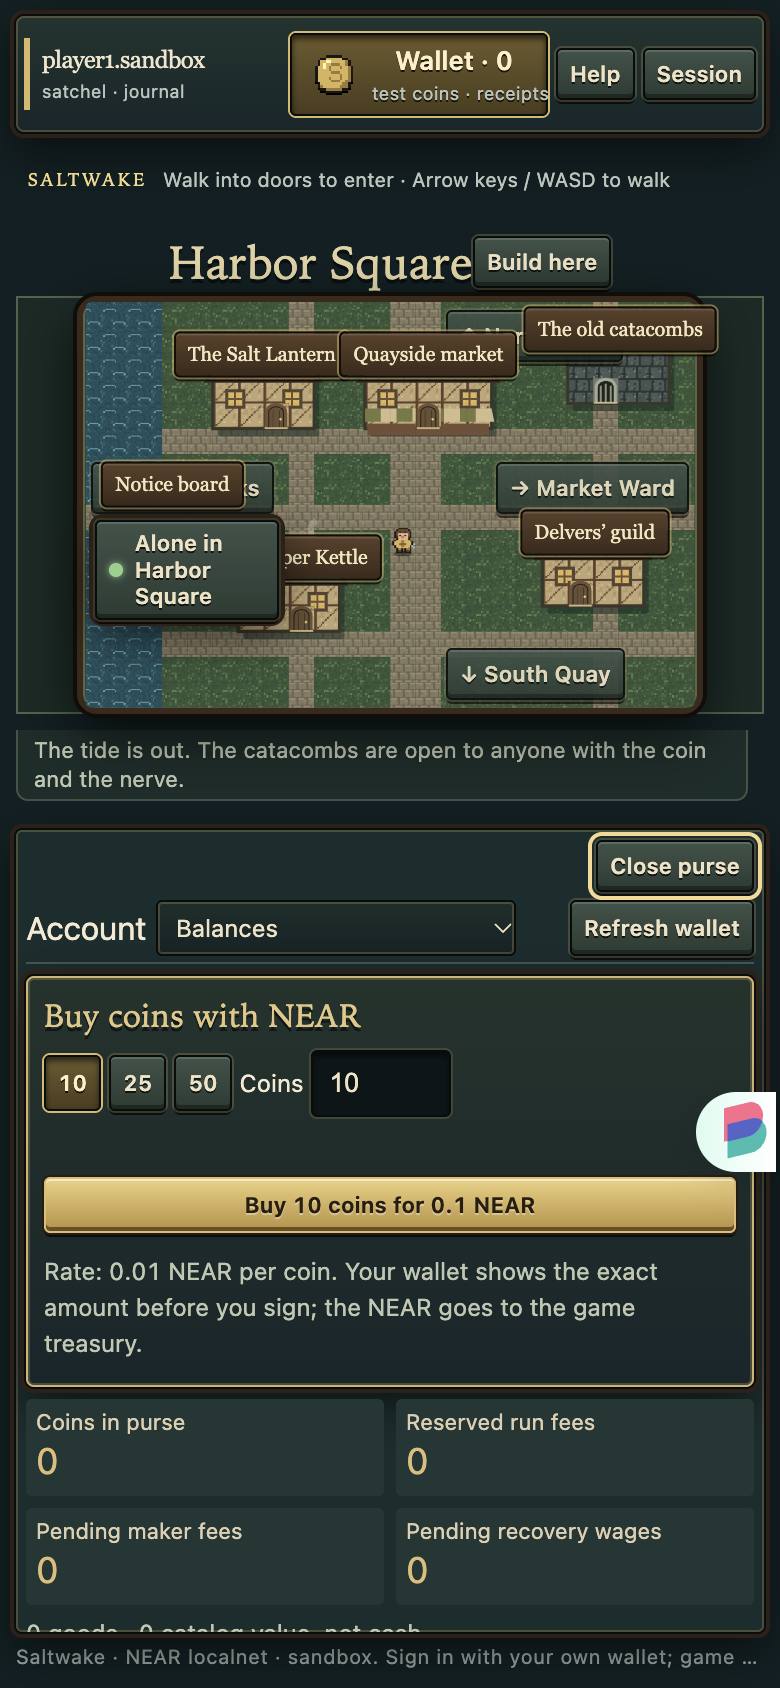 player1.sandbox
satchel · journal
Wallet · 0
test coins · receipts
Help
Session
SALTWAKE Walk into doors to enter · Arrow keys / WASD to walk
Harbor Square
Build here
The old catacombs
The Salt Lantern
Quayside market
Notice board
→ Market Ward
Delvers’ guild
Alone in
Harbor
Square
Kettle
↓ South Quay
The tide is out. The catacombs are open to anyone with the coin
and the nerve.
Close purse
Account
Balances
Refresh wallet
Buy coins with NEAR
10
25
50
Coins
10
Buy 10 coins for 0.1 NEAR
Rate: 0.01 NEAR per coin. Your wallet shows the exact
amount before you sign; the NEAR goes to the game
treasury.
Coins in purse
0
Reserved run fees
0
Pending maker fees
0
Pending recovery wages
0
0 goods · 0 catalog value, not cash
Saltwake · NEAR localnet · sandbox. Sign in with your own wallet; game …